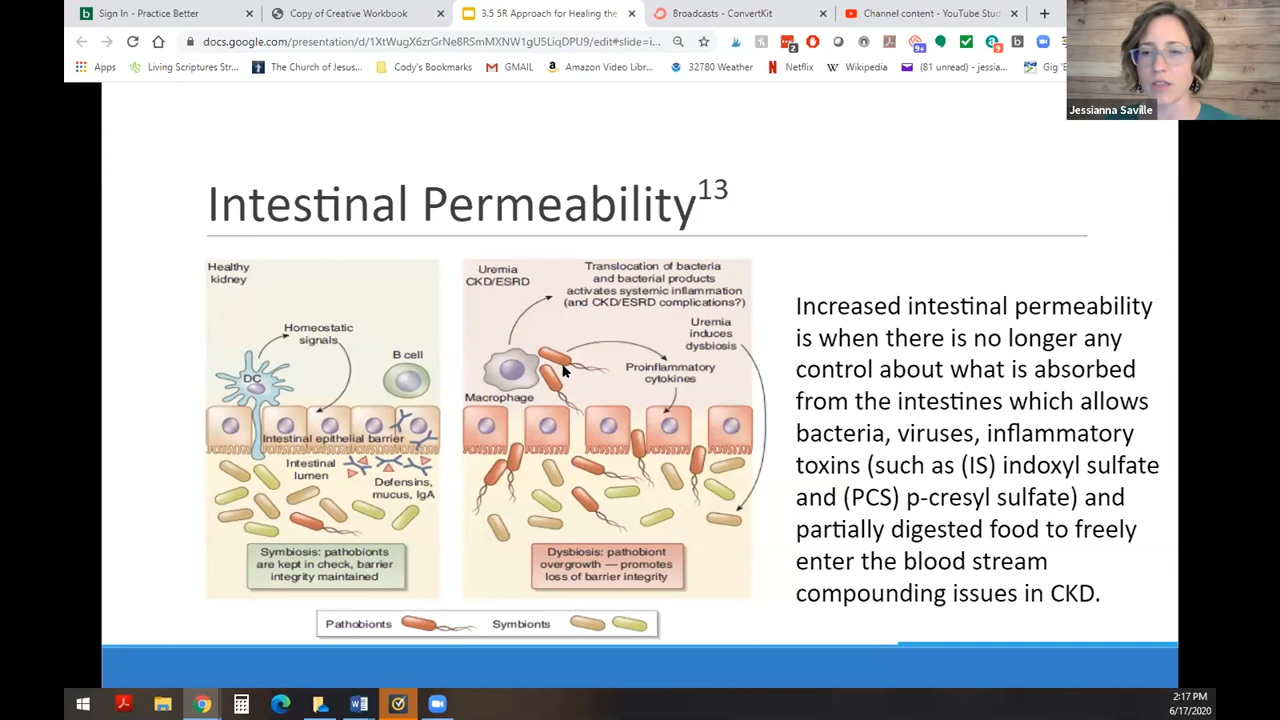 Sign In - Practice Better
Copy of Creative Workbook
3.5 5R Approach for Healing the
Broadcasts - ConvertKit
Channel content - YouTube Stud
docs.google.com/presentation/d/1XtWugX6zrGrNe8RSmMXNW1gU5LiqDPU9/edit#slide=i...
2
9+
9
Apps
Living Scriptures Str...
The Church of Jesus...
Cody's Bookmarks
GMAIL
Amazon Video Libr...
32780 Weather
Netflix
Wikipedia
(81 unread) - jessia...
Gig 'E
Jessianna Saville
Intestinal Permeability13
Healthy
kidney
Homeostatic
signals
DC
B cell
Intestinal epithelial barrier
Intestinal
lumen
Defensins,
mucus, IgA
Symbiosis: pathobionts
are kept in check, barrier
integrity maintained
Uremia
CKD/ESRD
Translocation of bacteria
and bacterial products
activates systemic inflammation
(and CKD/ESRD complications?)
Uremia
induces
dysbiosis
Proinflammatory
cytokines
Macrophage
Dysbiosis: pathobiont
overgrowth — promotes
loss of barrier integrity
Pathobionts
Symbionts
Increased intestinal permeability
is when there is no longer any
control about what is absorbed
from the intestines which allows
bacteria, viruses, inflammatory
toxins (such as (IS) indoxyl sulfate
and (PCS) p-cresyl sulfate) and
partially digested food to freely
enter the blood stream
compounding issues in CKD.
2:17 PM
6/17/2020